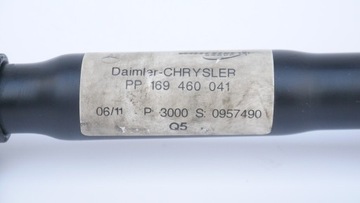 Daimler-CHRYSLER
PP 169 460 041
06/11 P 3000 S: 0957490
Q5